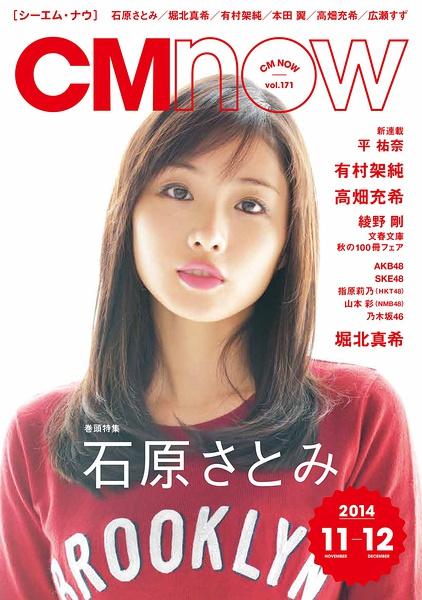 [シーエム・ナウ] 石原さとみ／堀北真希／有村架純／本田 翼／高畑充希／広瀬すず
CMnow
CM NOW
vol.171
新連載
平 祐奈
有村架純
高畑充希
綾野 剛
文春文庫
秋の100冊フェア
AKB48
SKE48
指原莉乃(HKT48)
山本 彩(NMB48)
乃木坂46
堀北真希
巻頭特集
石原さとみ
BROOKLYN
2014
11-12
NOVEMBER DECEMBER